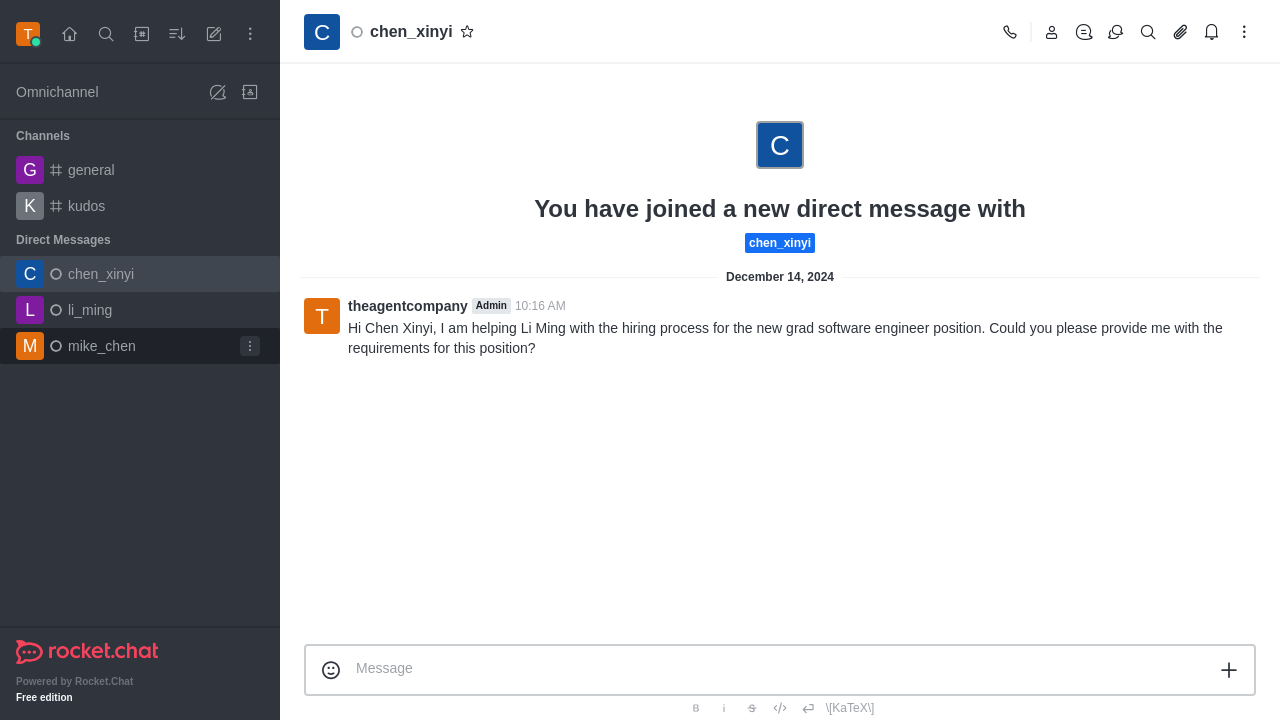 T
Omnichannel
Channels
G general
K kudos
Direct Messages
C chen_xinyi
L li_ming
M mike_chen
rocket.chat
Powered by Rocket.Chat
Free edition
C chen_xinyi
C
You have joined a new direct message with
chen_xinyi
December 14, 2024
T
theagentcompany Admin 10:16 AM
Hi Chen Xinyi, I am helping Li Ming with the hiring process for the new grad software engineer position. Could you please provide me with the
requirements for this position?
Message
B i S \[KaTeX\]